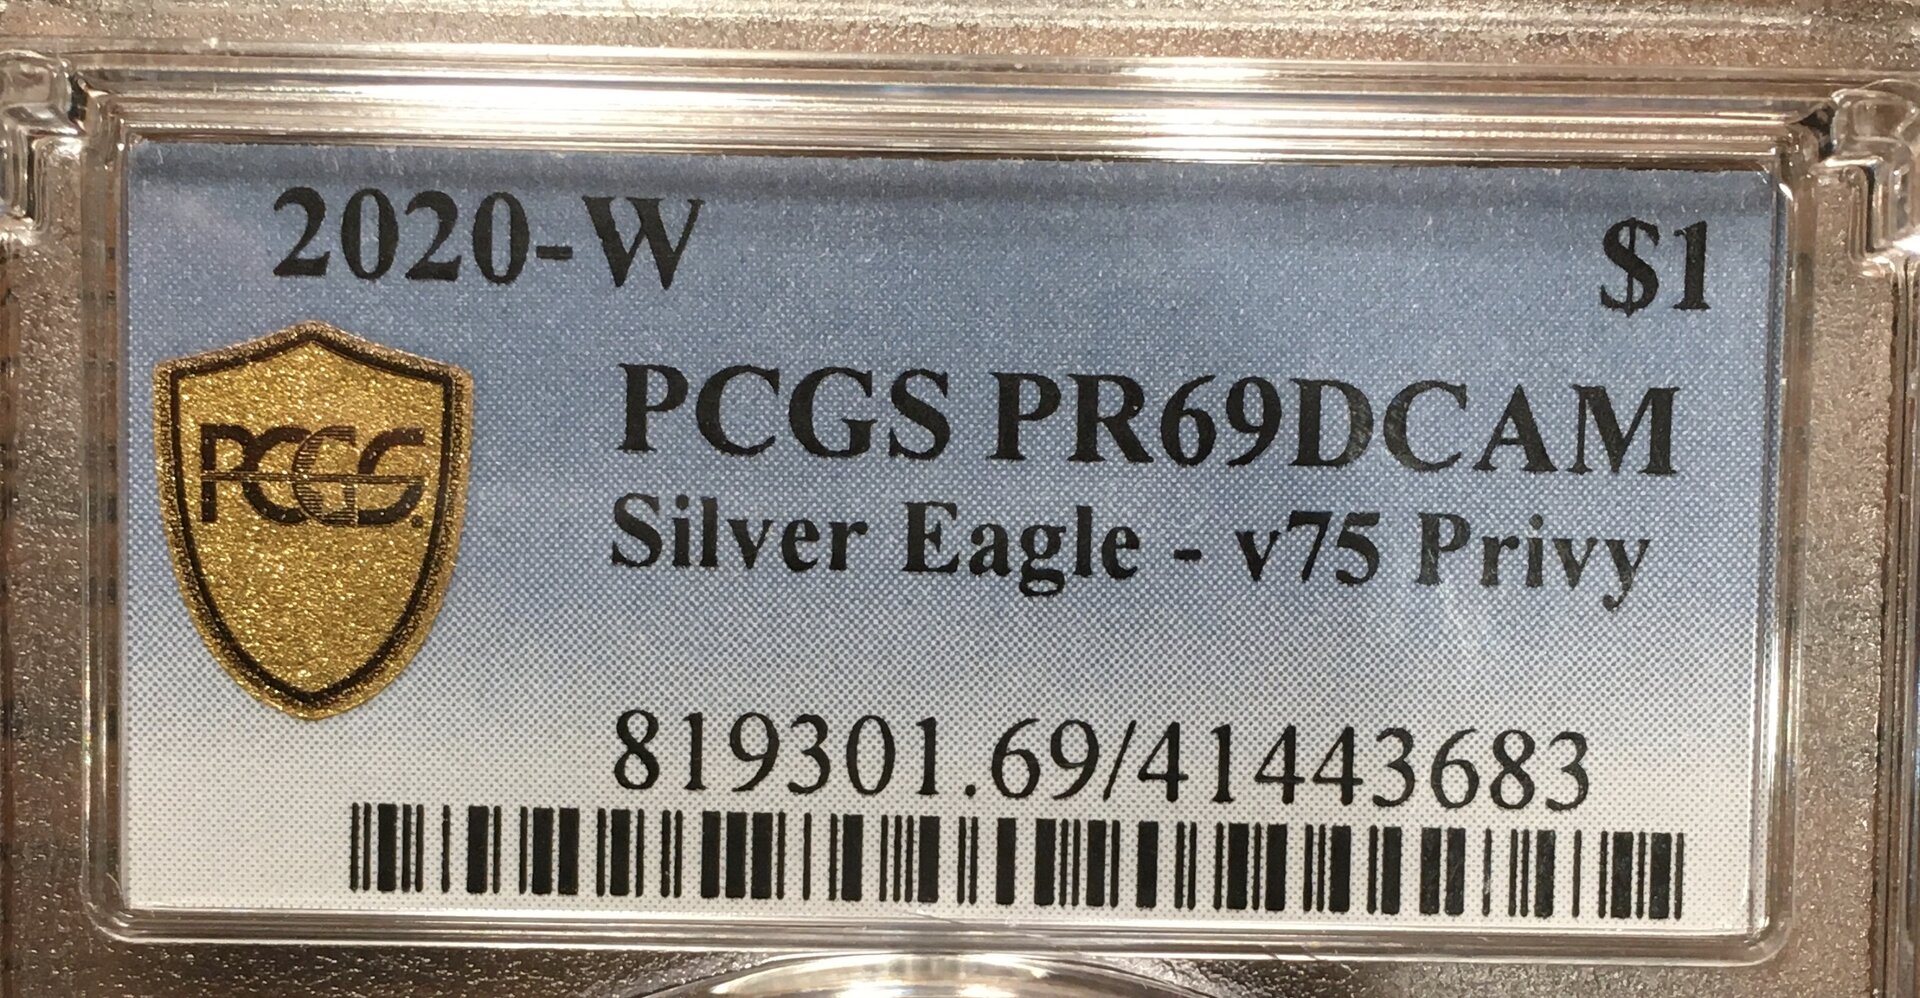 2020-W $1
PCGS PR69DCAM
PCGS
Silver Eagle - v75 Privy
819301.69/41443683